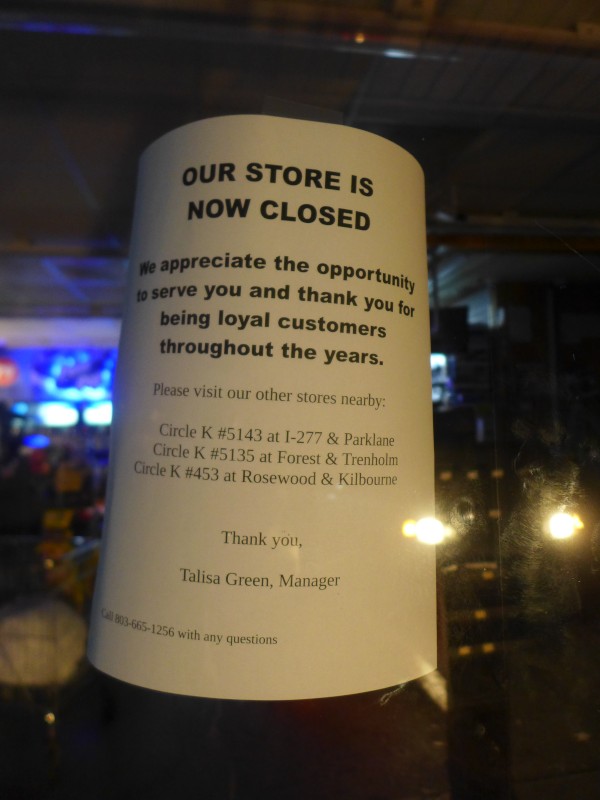 OUR STORE IS
NOW CLOSED
We appreciate the opportunity
to serve you and thank you for
being loyal customers
throughout the years.
Please visit our other stores nearby:
Circle K #5143 at I-277 & Parklane
Circle K #5135 at Forest & Trenholm
Circle K #453 at Rosewood & Kilbourne
Thank you,
Talisa Green, Manager
Call 803-665-1256 with any questions